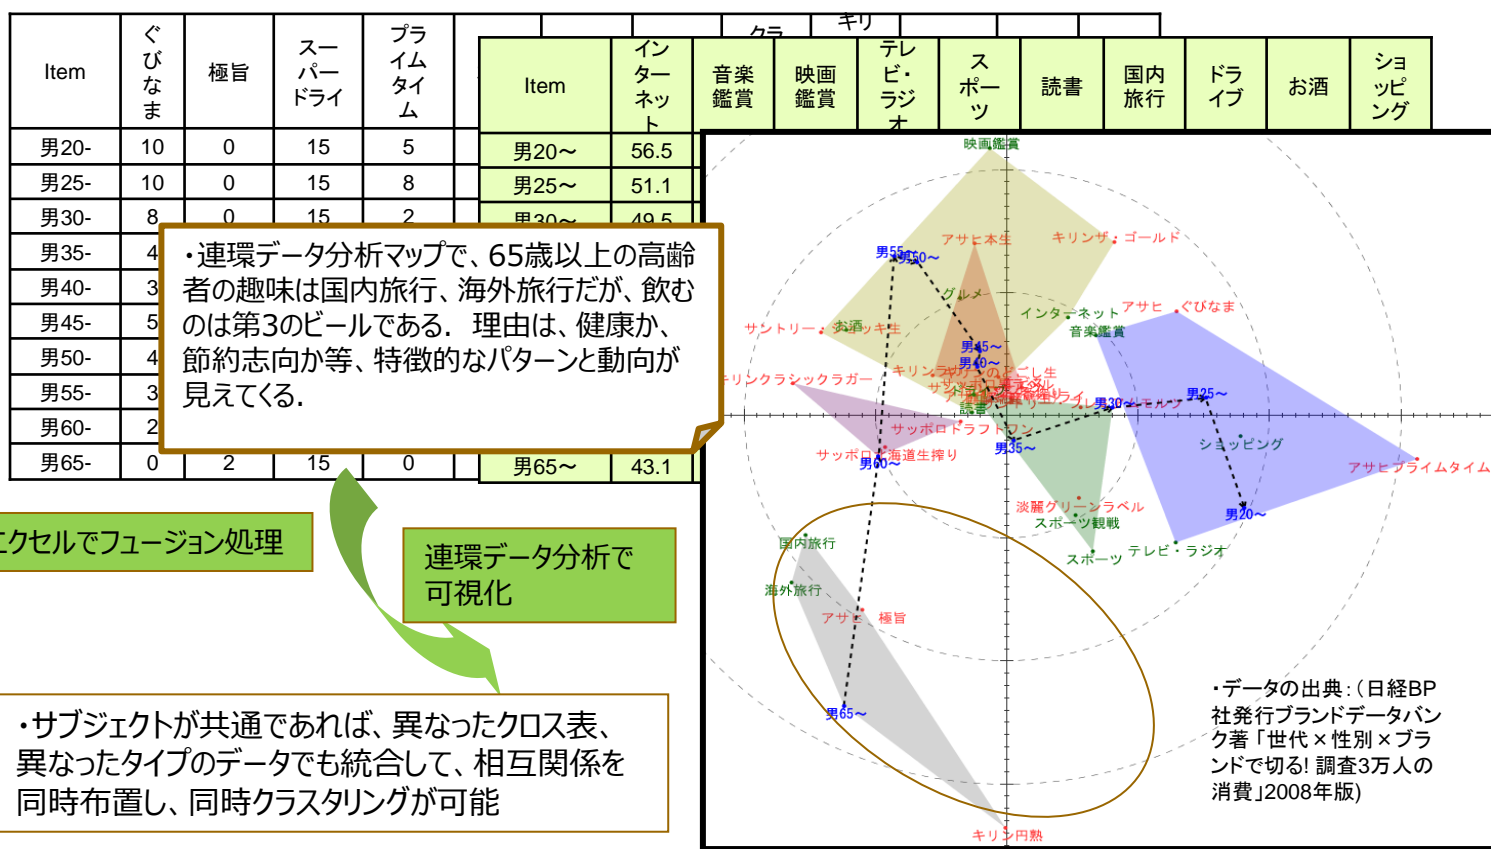 Item
ぐ
び
な
ま
極旨
スー
パー
ドライ
プラ
イム
タイ
ム
クラ
キリ
男20-
10
0
15
5
男25-
10
0
15
8
男30-
8
0
15
2
男35-
4
男40-
3
男45-
5
男50-
4
男55-
3
男60-
2
男65-
0
2
15
0
Item
イン
ター
ネッ
ト
音楽
鑑賞
映画
鑑賞
テレ
ビ・
ラジ
オ
ス
ポー
ツ
読書
国内
旅行
ドラ
イブ
お酒
ショ
ッピ
ング
男20～
56.5
男25～
51.1
男30～
49.5
男65～
43.1
・連環データ分析マップで、65歳以上の高齢
者の趣味は国内旅行、海外旅行だが、飲む
のは第3のビールである. 理由は、健康か、
節約志向か等、特徴的なパターンと動向が
見えてくる.
エクセルでフュージョン処理
連環データ分析で
可視化
・サブジェクトが共通であれば、異なったクロス表、
異なったタイプのデータでも統合して、相互関係を
同時布置し、同時クラスタリングが可能
映画鑑賞
アサヒ本生
キリンザ・ゴールド
男55～
男50～
グルメ
インターネット
音楽鑑賞
アサヒ ぐびなま
お酒
男45～
男40～
キリンクラシックラガー
読書
男30～
男25～
サッポロドラフトワン
男35～
ショッピング
男60～
アサヒプライムタイム
淡麗グリーンラベル
スポーツ観戦
男20～
スポーツ
テレビ・ラジオ
国内旅行
海外旅行
アサヒ 極旨
男65～
キリン円熟
・データの出典：（日経BP
社発行ブランドデータバン
ク著「世代×性別×ブラ
ンドで切る! 調査3万人の
消費」2008年版)